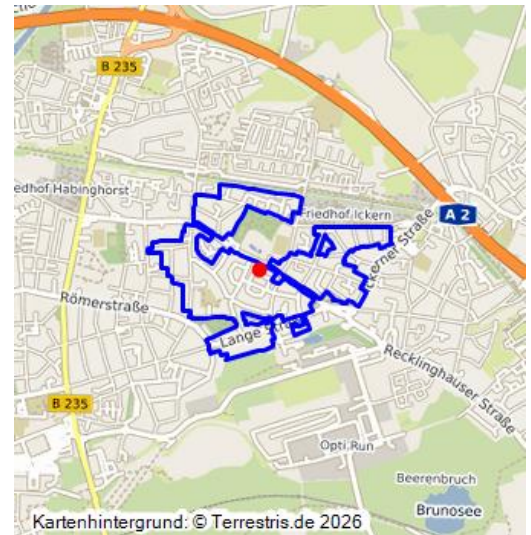 B 235
Friedhof Habinghorst
Friedhof Ickern
A 2
Ickerner Straße
Römerstraße
Lange Straße
Recklinghauser Straße
B 235
Opti.Run
Beerenbruch
Brunosee
Kartenhintergrund: © Terrestris.de 2026